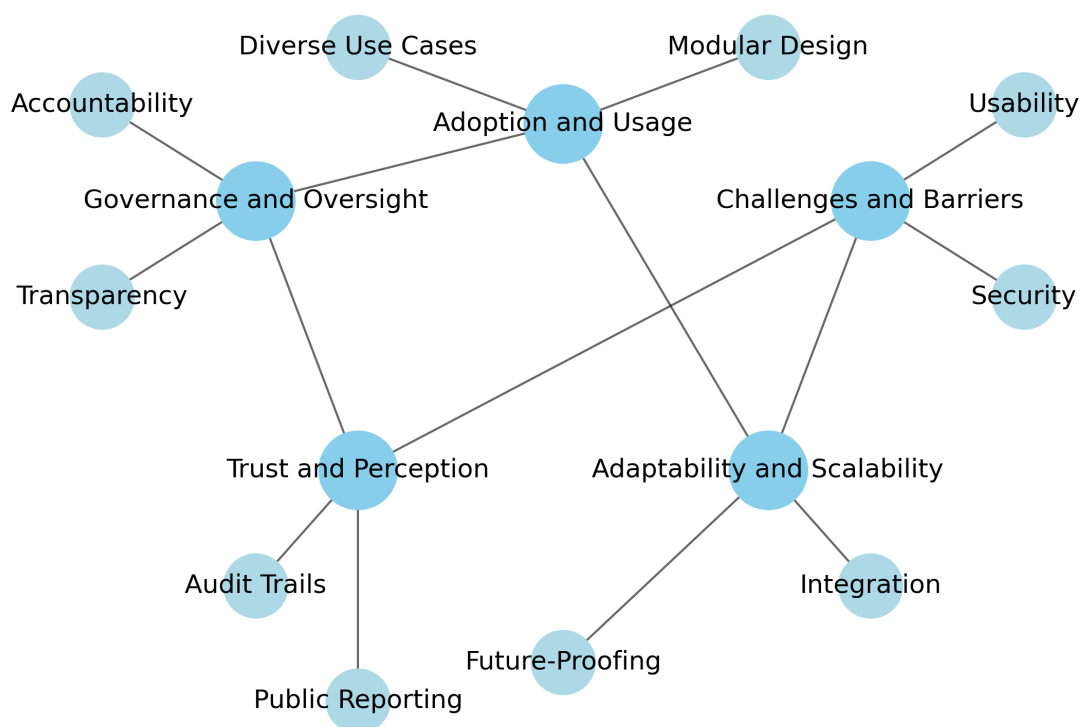 Diverse Use Cases
Modular Design
Accountability
Usability
Adoption and Usage
Governance and Oversight
Challenges and Barriers
Transparency
Security
Trust and Perception
Adaptability and Scalability
Audit Trails
Integration
Future-Proofing
Public Reporting